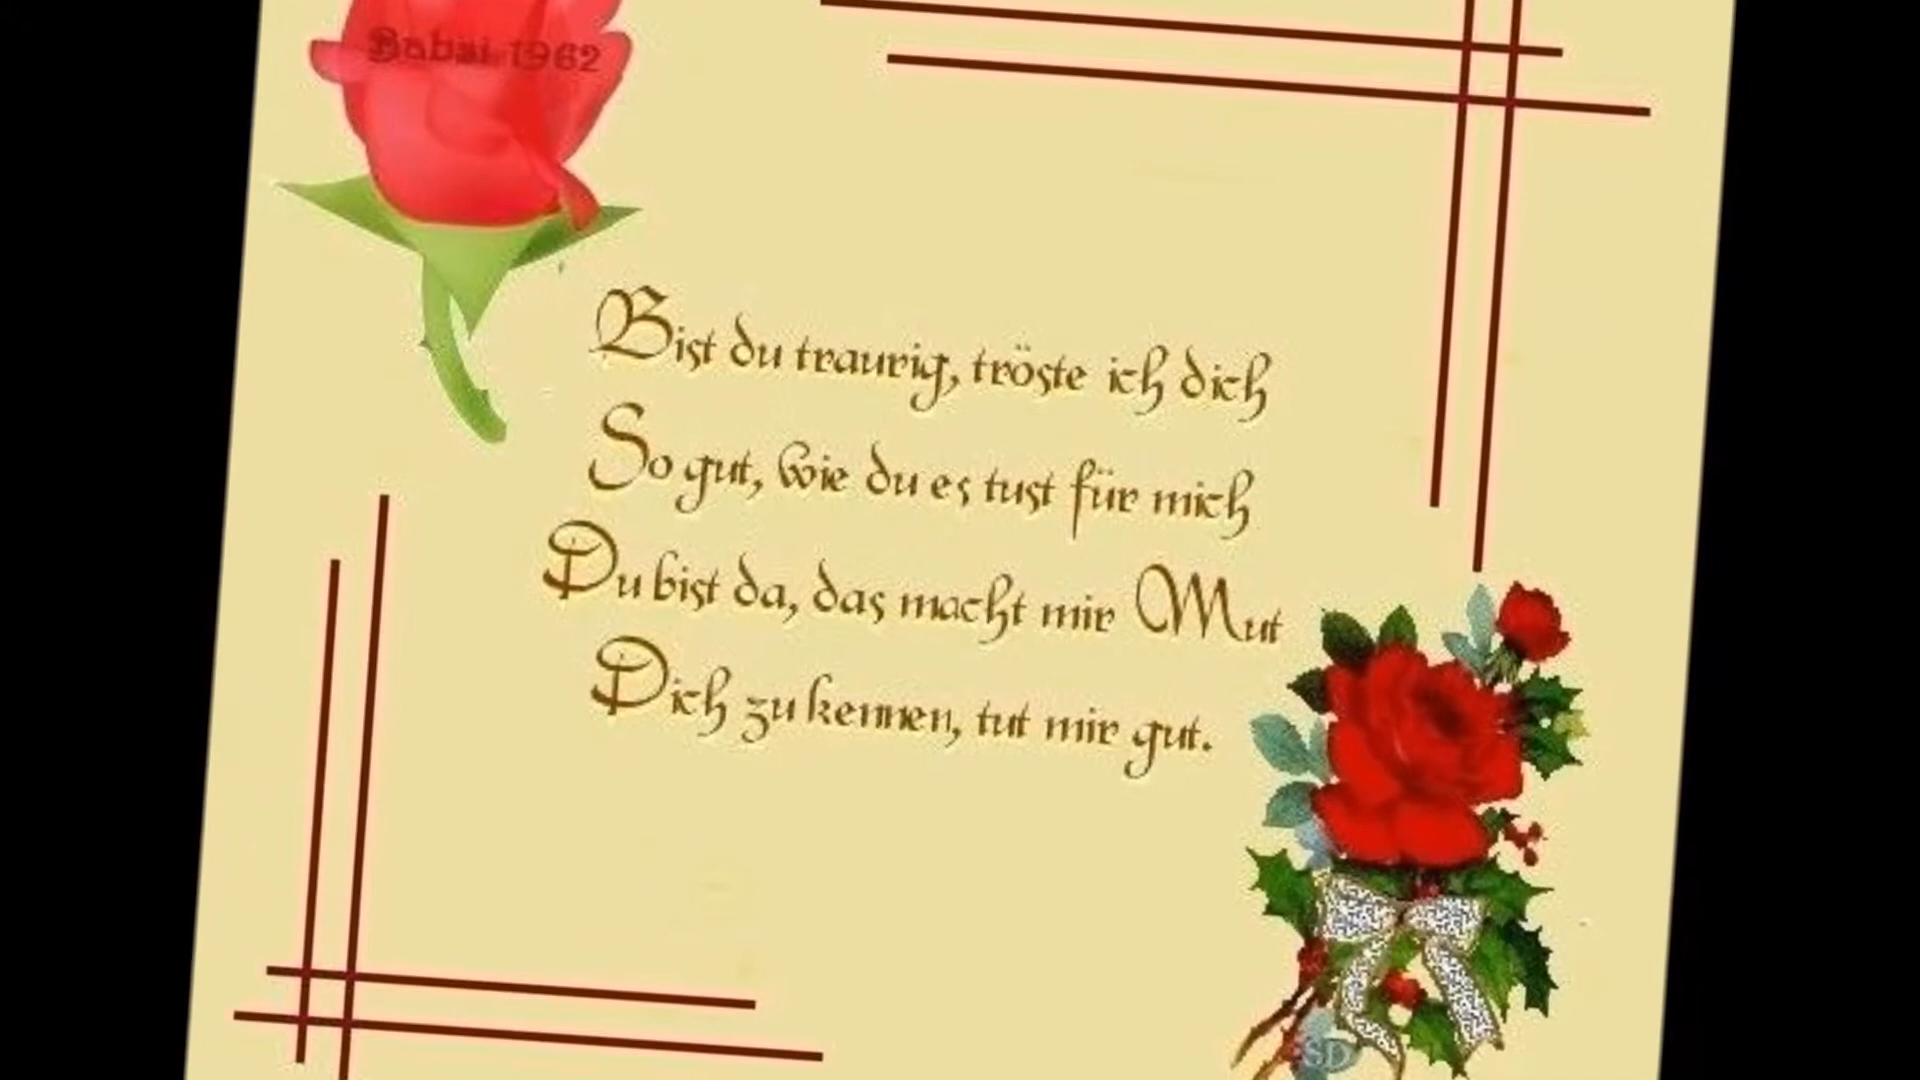 Babsi 1962
Bist du traurig, tröste ich dich
So gut, wie du es tust für mich
Du bist da, das macht mir Mut
Dich zu kennen, tut mir gut.
SD